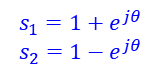 s₁ = 1 + e^{jθ}
s₂ = 1 − e^{jθ}